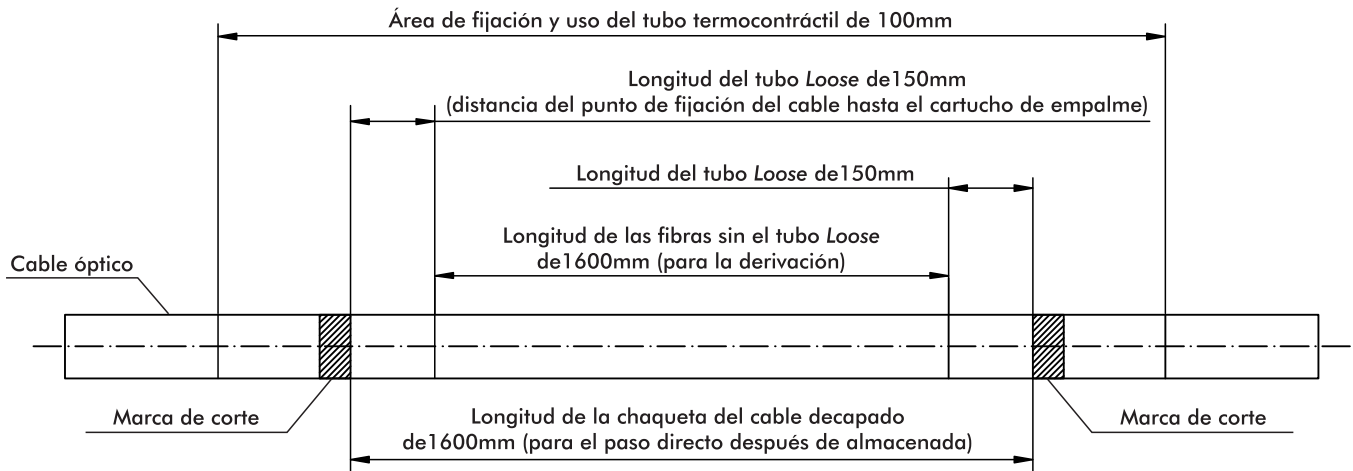 Área de fijación y uso del tubo termocontráctil de 100mm
Longitud del tubo Loose de150mm
(distancia del punto de fijación del cable hasta el cartucho de empalme)
Longitud del tubo Loose de150mm
Longitud de las fibras sin el tubo Loose
de1600mm (para la derivación)
Cable óptico
Marca de corte
Longitud de la chaqueta del cable decapado
de1600mm (para el paso directo después de almacenada)
Marca de corte